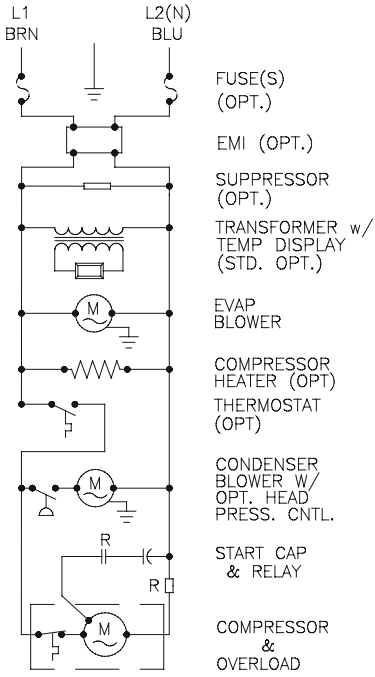 L1
BRN
L2(N)
BLU
FUSE(S)
(OPT.)
EMI (OPT.)
SUPPRESSOR
(OPT.)
TRANSFORMER w/
TEMP DISPLAY
(STD. OPT.)
M
EVAP
BLOWER
COMPRESSOR
HEATER (OPT)
THERMOSTAT
(OPT)
M
CONDENSER
BLOWER W/
OPT. HEAD
PRESS. CNTL.
R
START CAP
& RELAY
R
M
COMPRESSOR
&
OVERLOAD